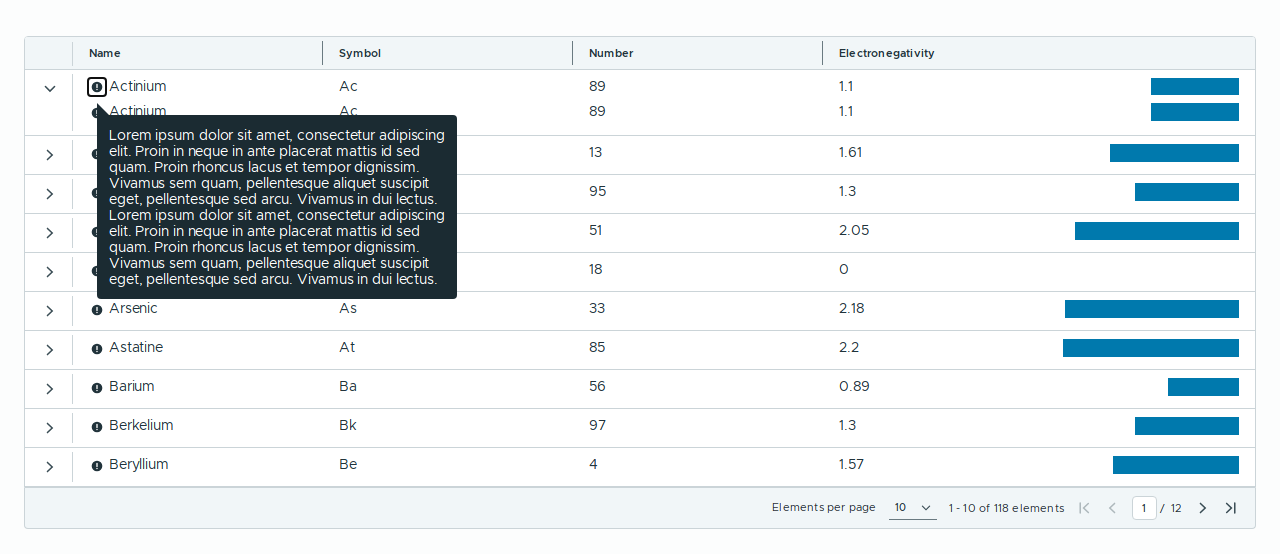 Name Symbol Number Electronegativity
Actinium Ac 89 1.1
Actinium Ac 89 1.1
Lorem ipsum dolor sit amet, consectetur adipiscing
elit. Proin in neque in ante placerat mattis id sed
quam. Proin rhoncus lacus et tempor dignissim.
Vivamus sem quam, pellentesque aliquet suscipit
eget, pellentesque sed arcu. Vivamus in dui lectus.
Lorem ipsum dolor sit amet, consectetur adipiscing
elit. Proin in neque in ante placerat mattis id sed
quam. Proin rhoncus lacus et tempor dignissim.
Vivamus sem quam, pellentesque aliquet suscipit
eget, pellentesque sed arcu. Vivamus in dui lectus.
13 1.61
95 1.3
51 2.05
18 0
Arsenic As 33 2.18
Astatine At 85 2.2
Barium Ba 56 0.89
Berkelium Bk 97 1.3
Beryllium Be 4 1.57
Elements per page 10 1 - 10 of 118 elements 1 / 12